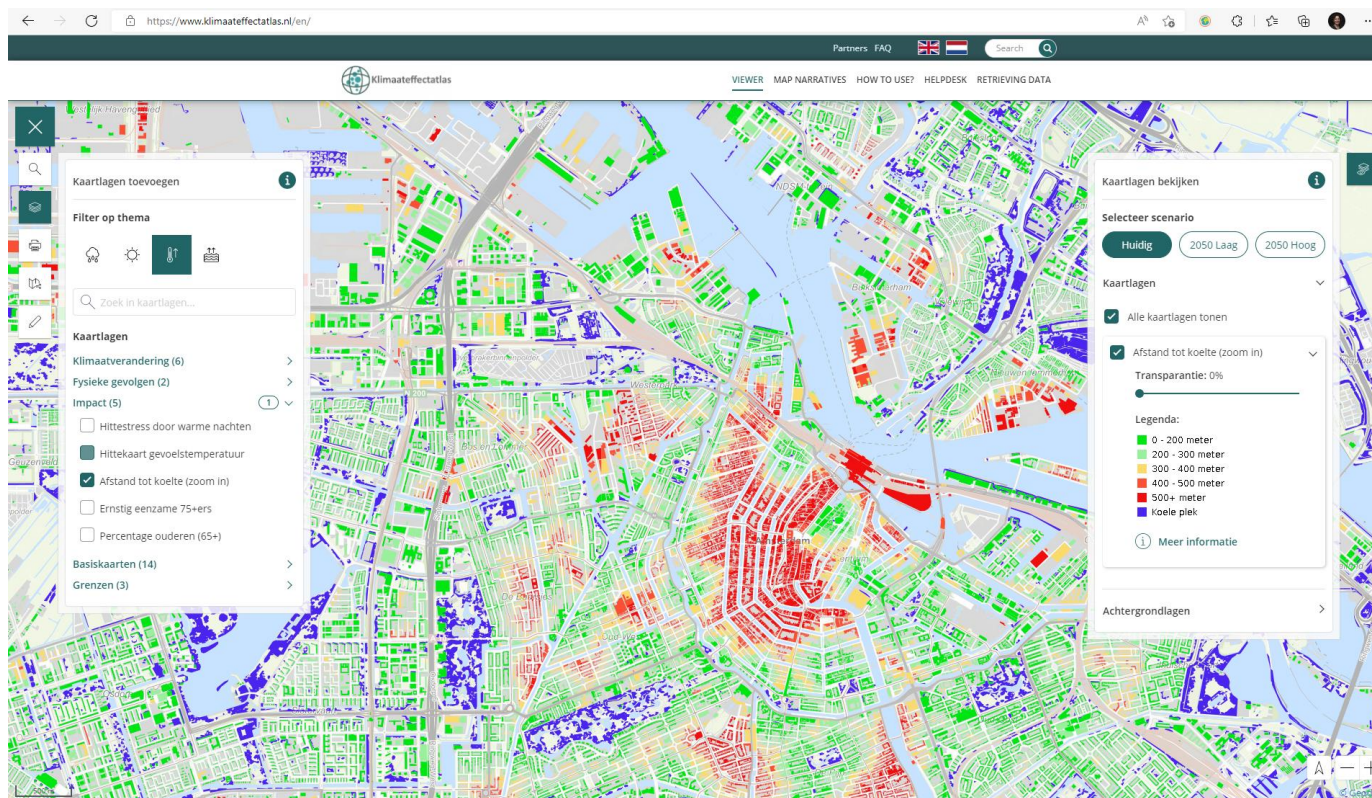 https://www.klimaateffectatlas.nl/en/
Partners FAQ
Search
Klimaateffectatlas
VIEWER MAP NARRATIVES HOW TO USE? HELPDESK RETRIEVING DATA
Kaartlagen toevoegen
Filter op thema
Zoek in kaartlagen...
Kaartlagen
Klimaatverandering (6)
Fysieke gevolgen (2)
Impact (5) 1
Hittestress door warme nachten
Hittekaart gevoelstemperatuur
Afstand tot koelte (zoom in)
Ernstig eenzame 75+ers
Percentage ouderen (65+)
Basiskaarten (14)
Grenzen (3)
Kaartlagen bekijken
Selecteer scenario
Huidig 2050 Laag 2050 Hoog
Kaartlagen
Alle kaartlagen tonen
Afstand tot koelte (zoom in)
Transparantie: 0%
Legenda:
0 - 200 meter
200 - 300 meter
300 - 400 meter
400 - 500 meter
500+ meter
Koele plek
Meer informatie
Achtergrondlagen
Geuzenveld
Amsterdam
Oud-West